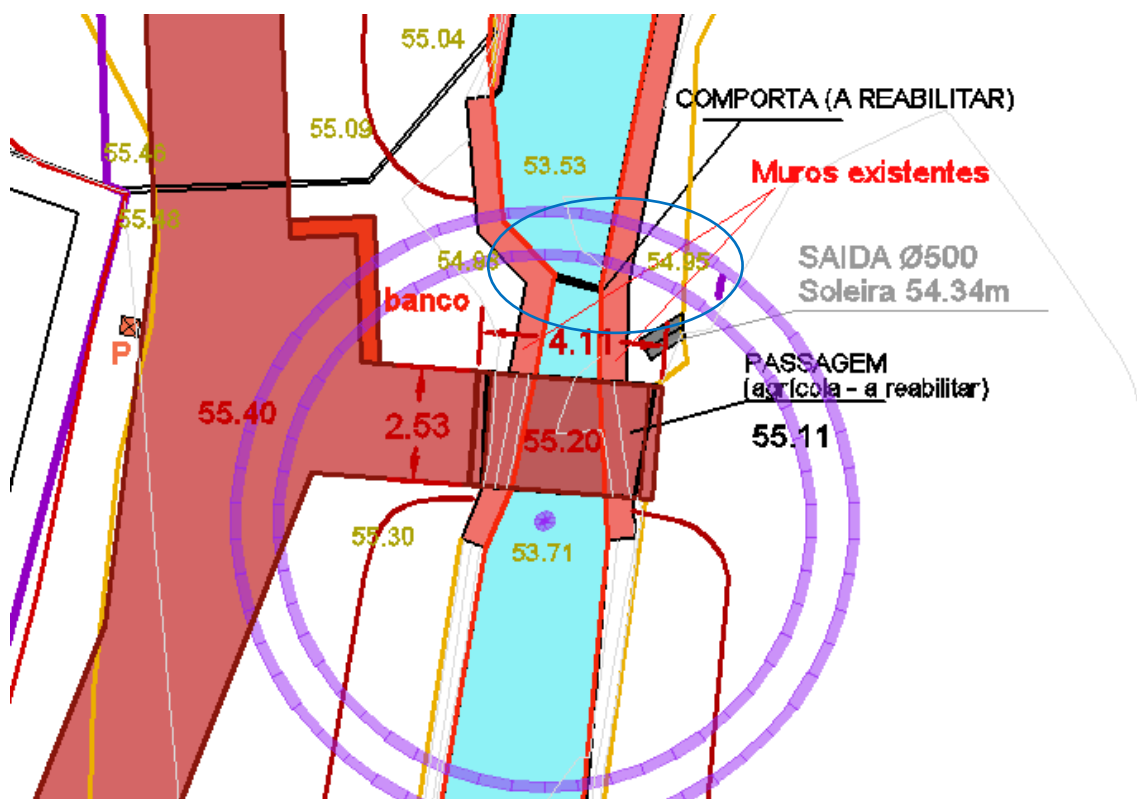 55.04
COMPORTA (A REABILITAR)
55.09
55.46
53.53
Muros existentes
55.48
54.95
SAIDA Ø500
Soleira 54.34m
banco
4.11
P
PASSAGEM
(agrícola - a reabilitar)
55.40
2.53
55.20
55.11
55.30
53.71